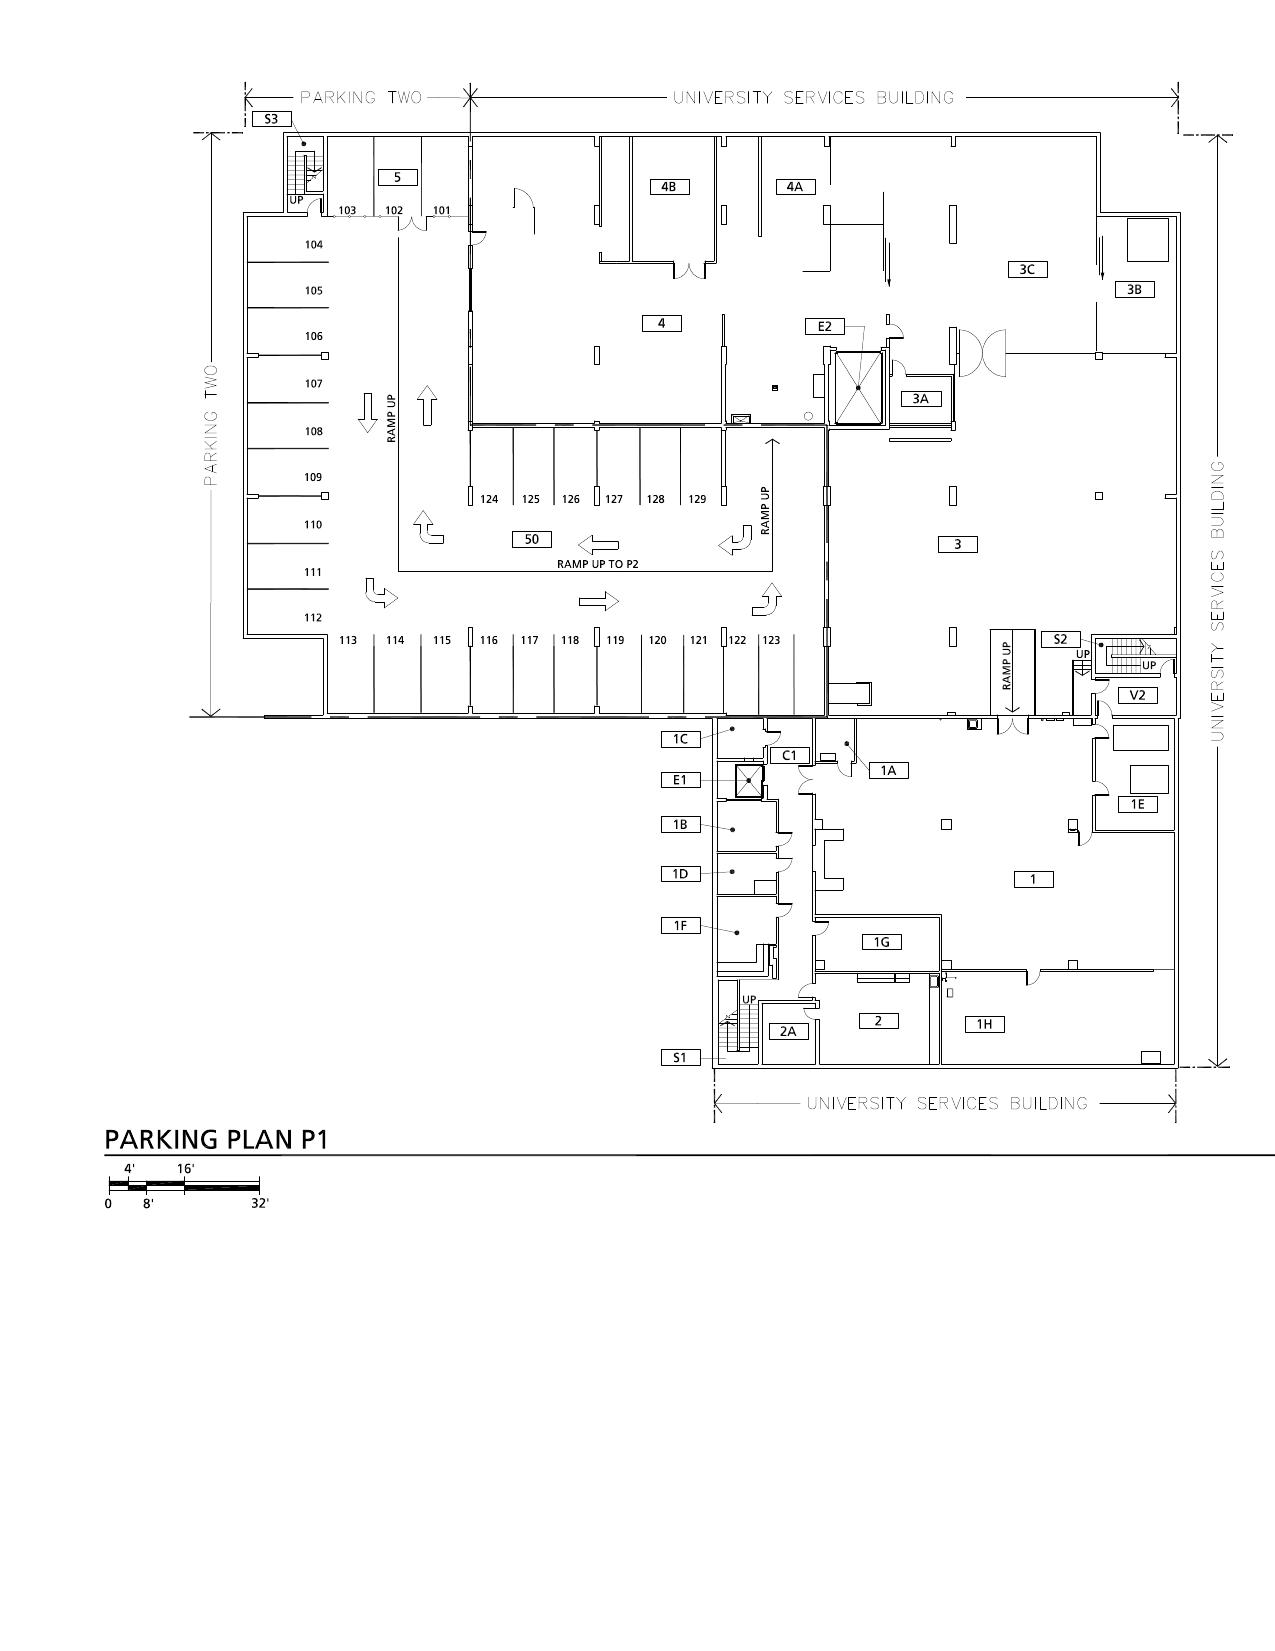 PARKING TWO
UNIVERSITY SERVICES BUILDING
S3
5
4B
4A
UP
103
102
101
104
3C
105
3B
4
E2
106
PARKING TWO
107
RAMP UP
3A
108
109
124
125
126
127
128
129
RAMP UP
110
50
3
RAMP UP TO P2
111
112
113
114
115
116
117
118
119
120
121
122
123
S2
UP
UP
RAMP UP
V2
UNIVERSITY SERVICES BUILDING
1C
C1
1A
E1
1E
1B
1D
1
1F
1G
UP
2A
2
1H
S1
UNIVERSITY SERVICES BUILDING
PARKING PLAN P1
4'
16'
0
8'
32'